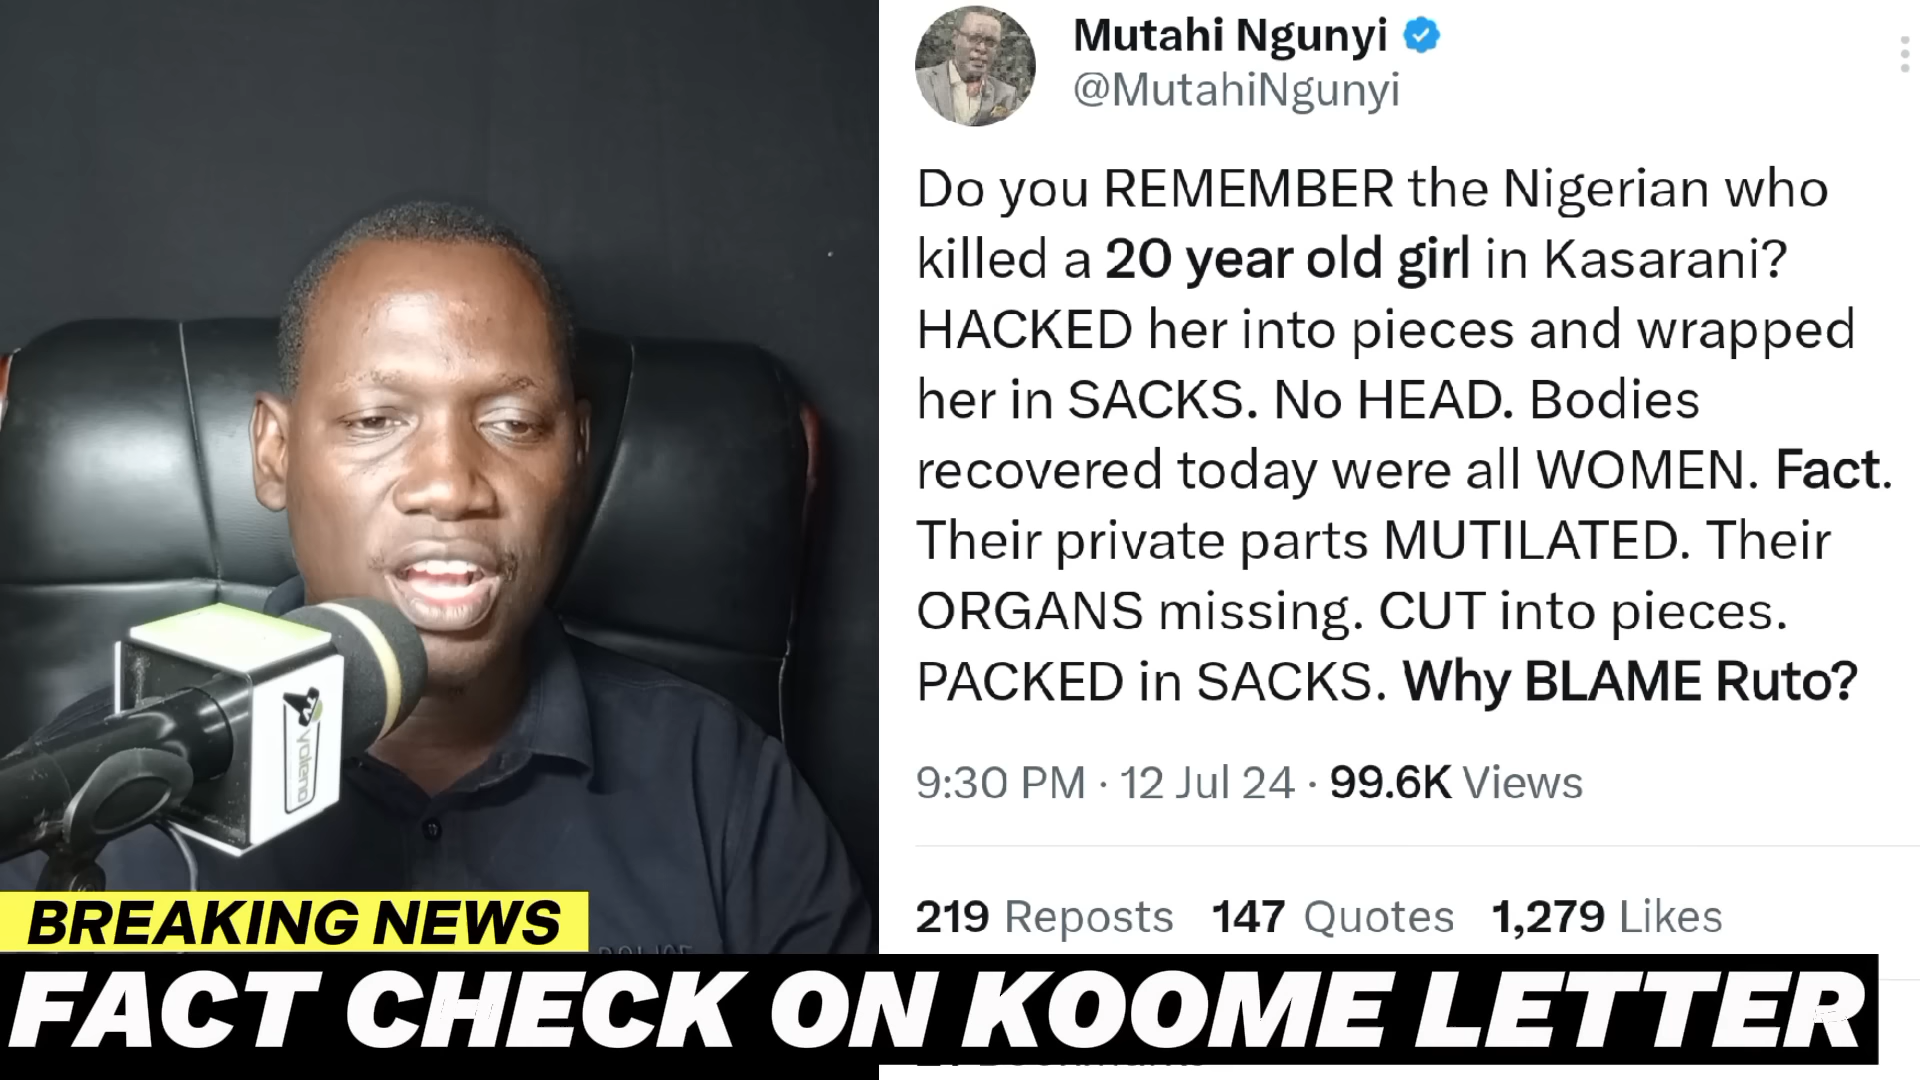 Mutahi Ngunyi
@MutahiNgunyi
Do you REMEMBER the Nigerian who
killed a 20 year old girl in Kasarani?
HACKED her into pieces and wrapped
her in SACKS. No HEAD. Bodies
recovered today were all WOMEN. Fact.
Their private parts MUTILATED. Their
ORGANS missing. CUT into pieces.
PACKED in SACKS. Why BLAME Ruto?
9:30 PM · 12 Jul 24 · 99.6K Views
219 Reposts 147 Quotes 1,279 Likes
yoleno
BREAKING NEWS
FACT CHECK ON KOOME LETTER